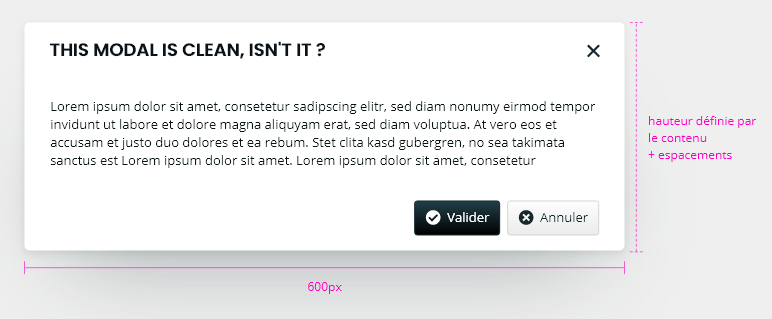 THIS MODAL IS CLEAN, ISN'T IT ?
Lorem ipsum dolor sit amet, consetetur sadipscing elitr, sed diam nonumy eirmod tempor
invidunt ut labore et dolore magna aliquyam erat, sed diam voluptua. At vero eos et
accusam et justo duo dolores et ea rebum. Stet clita kasd gubergren, no sea takimata
sanctus est Lorem ipsum dolor sit amet. Lorem ipsum dolor sit amet, consetetur
Valider
Annuler
hauteur définie par
le contenu
+ espacements
600px